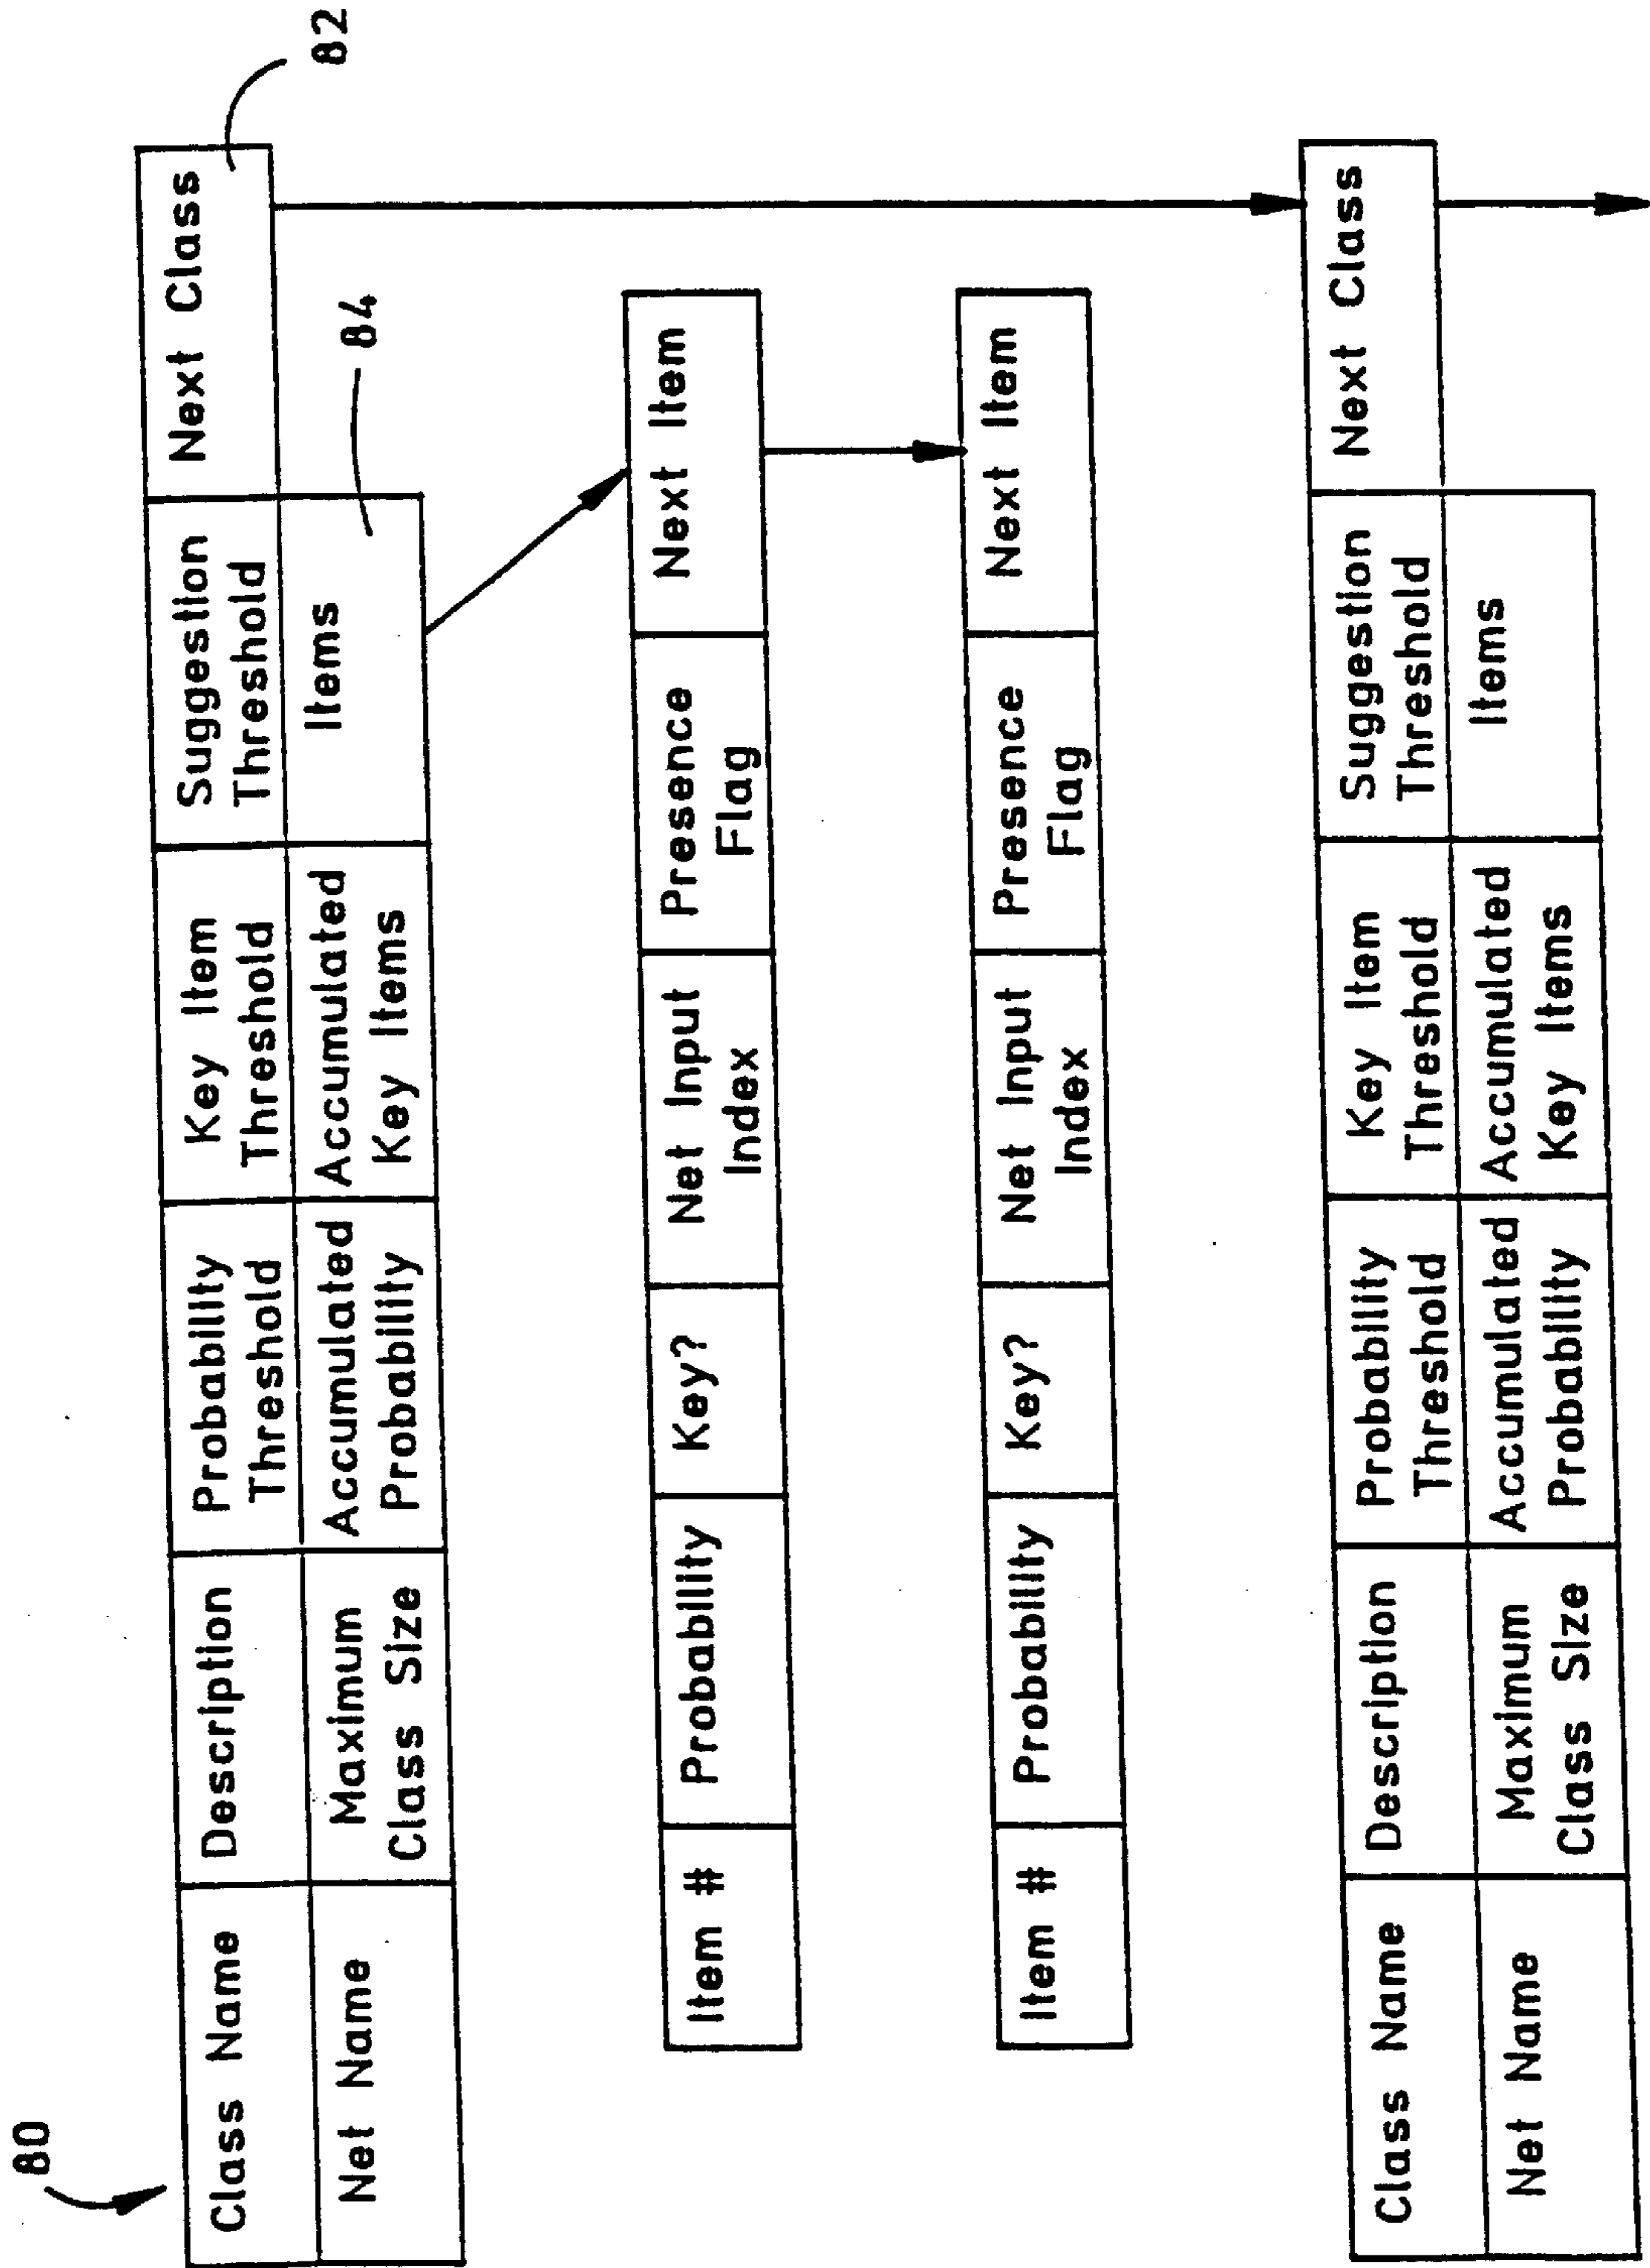 80
82
Class Name
Description
Probability
Threshold
Key Item
Threshold
Suggestion
Threshold
Next Class
Net Name
Maximum
Class Size
Accumulated
Probability
Accumulated
Key Items
Items
84
Item #
Probability
Key?
Net Input
Index
Presence
Flag
Next Item
Item #
Probability
Key?
Net Input
Index
Presence
Flag
Next Item
Class Name
Description
Probability
Threshold
Key Item
Threshold
Suggestion
Threshold
Next Class
Net Name
Maximum
Class Size
Accumulated
Probability
Accumulated
Key Items
Items